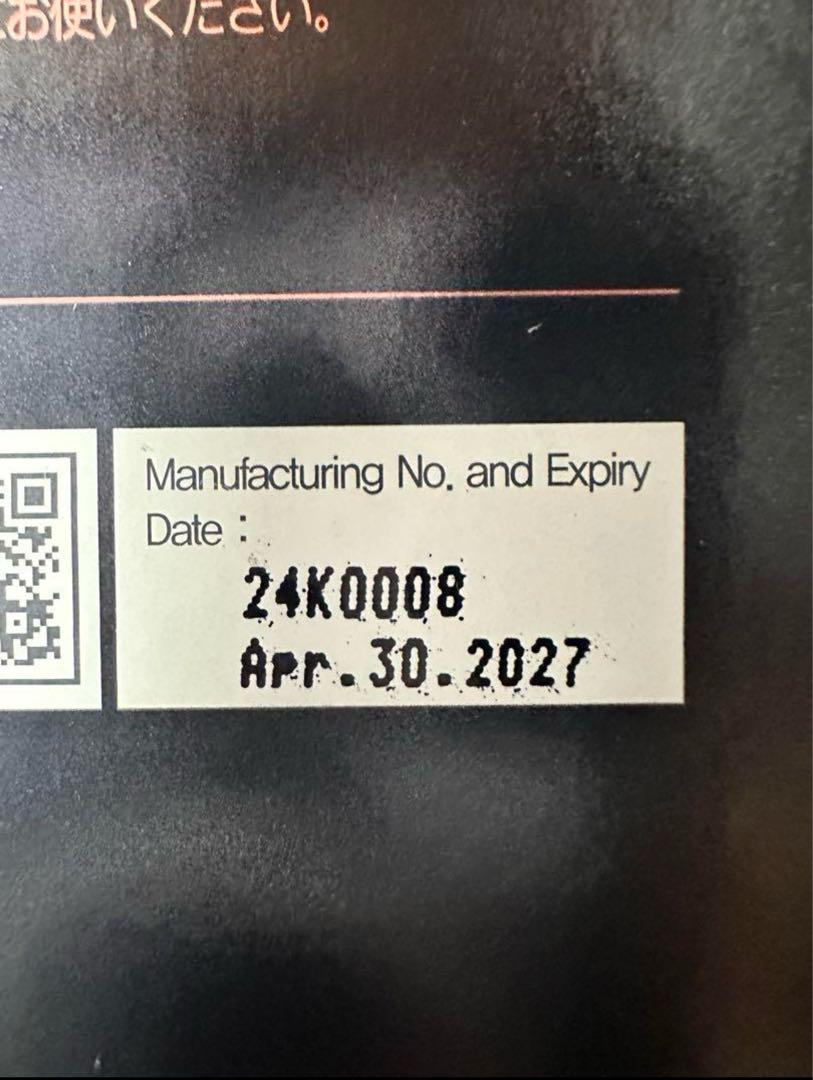 お使いください。
Manufacturing No. and Expiry
Date :
24K0008
Apr.30.2027